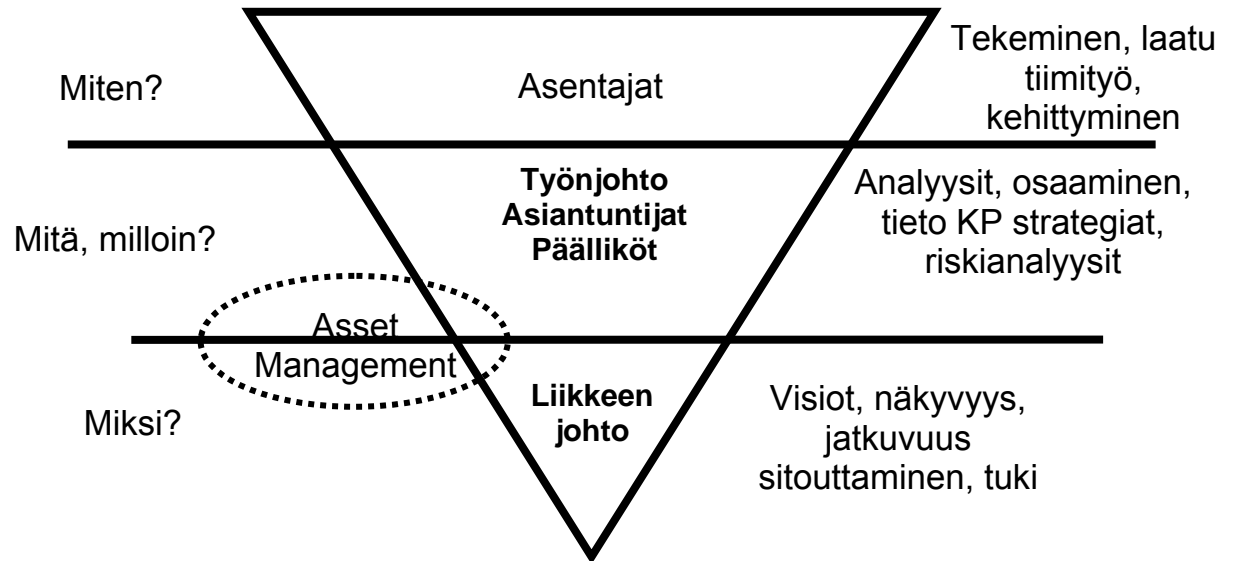 Miten?
Asentajat
Tekeminen, laatu
tiimityö,
kehittyminen
Mitä, milloin?
Työnjohto
Asiantuntijat
Päälliköt
Analyysit, osaaminen,
tieto KP strategiat,
riskianalyysit
Asset
Management
Miksi?
Liikkeen
johto
Visiot, näkyvyys,
jatkuvuus
sitouttaminen, tuki